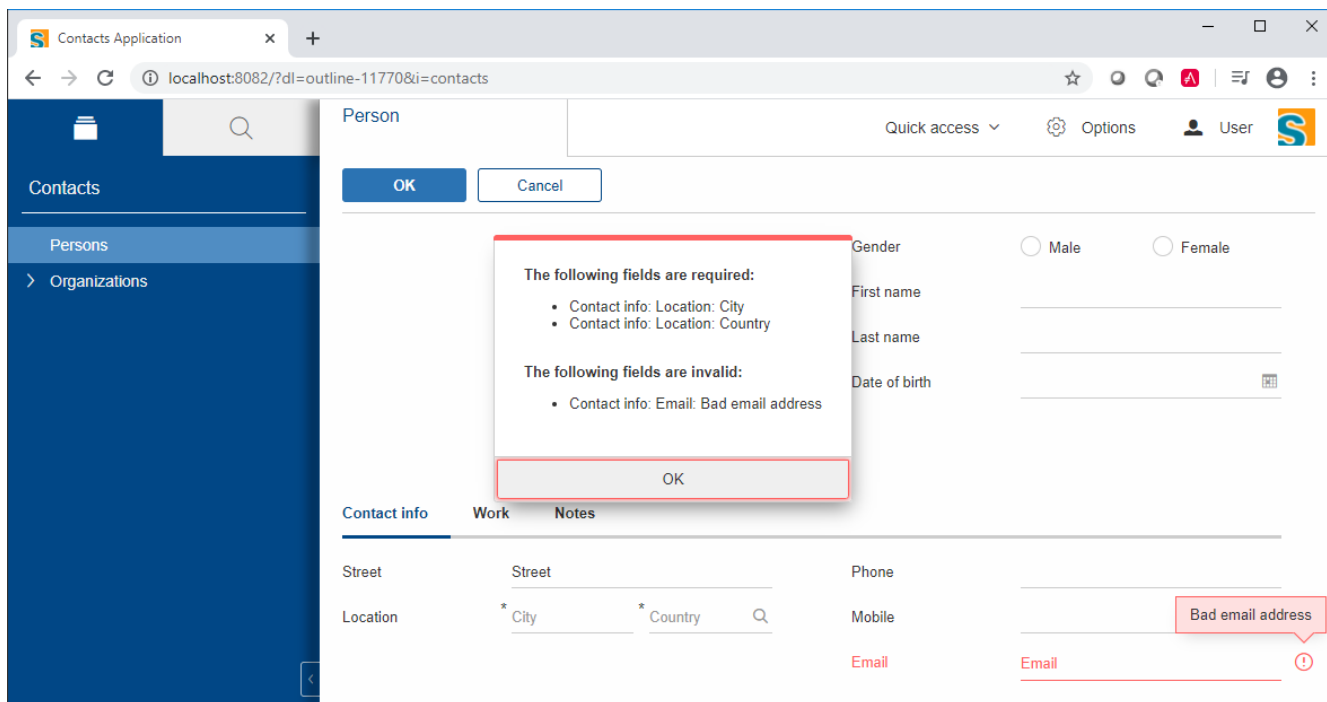 Contacts Application
localhost:8082/?dl=outline-11770&i=contacts
Person
Quick access
Options
User
Contacts
OK
Cancel
Persons
Organizations
The following fields are required:
• Contact info: Location: City
• Contact info: Location: Country
The following fields are invalid:
• Contact info: Email: Bad email address
OK
Gender
Male
Female
First name
Last name
Date of birth
Contact info
Work
Notes
Street
Street
Phone
Location
* City
* Country
Mobile
Bad email address
Email
Email